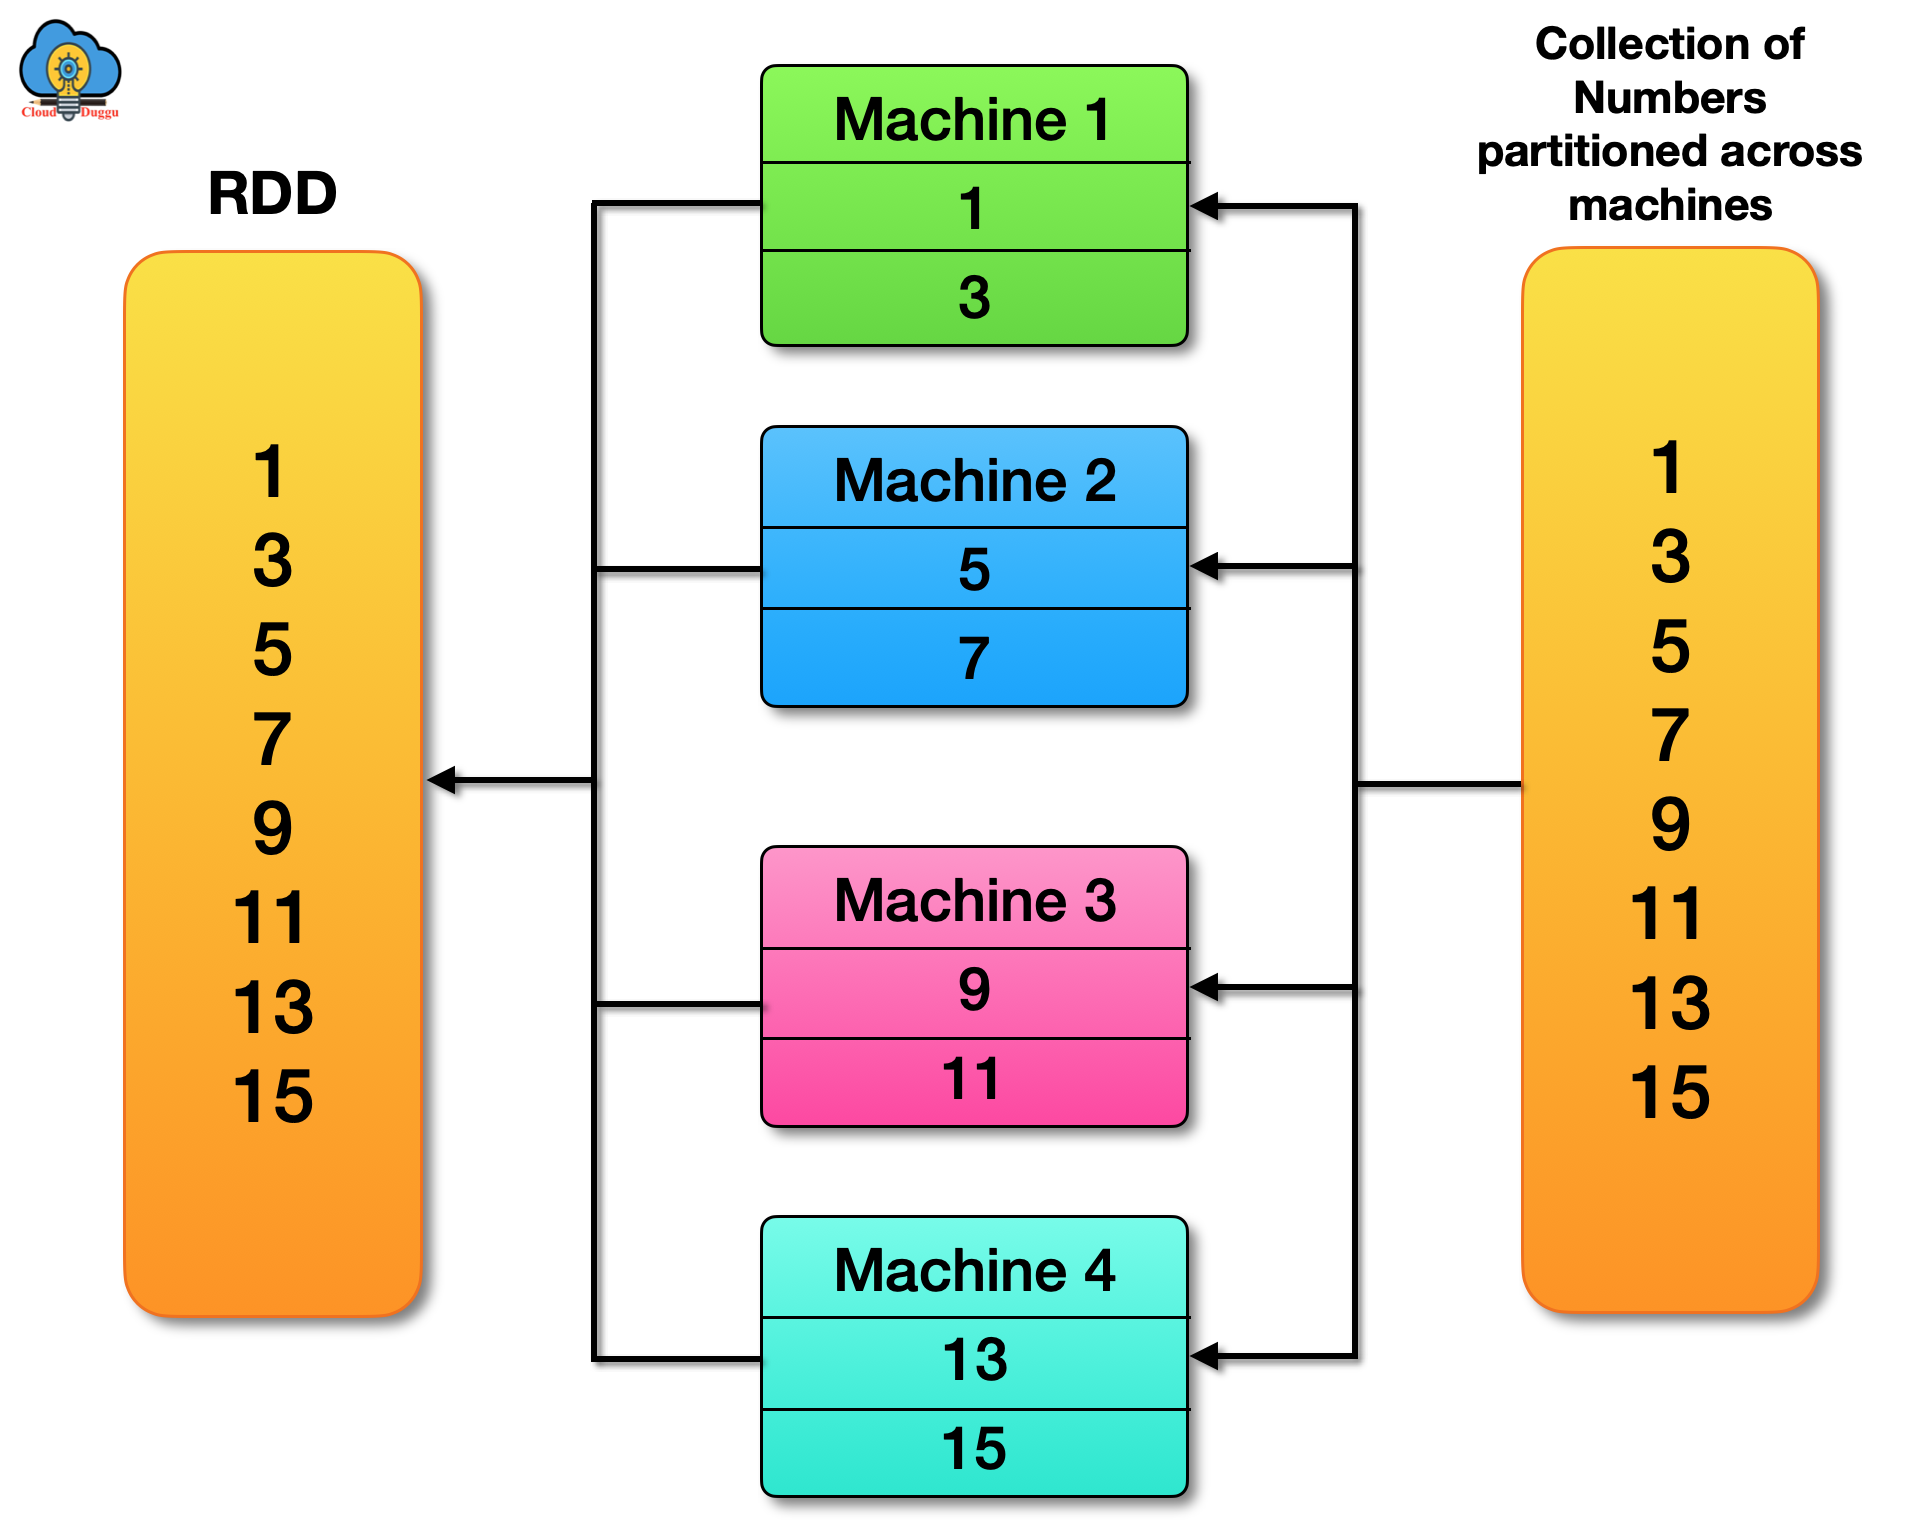 Cloud Duggu
RDD
1
3
5
7
9
11
13
15
Machine 1
1
3
Machine 2
5
7
Machine 3
9
11
Machine 4
13
15
Collection of
Numbers
partitioned across
machines
1
3
5
7
9
11
13
15